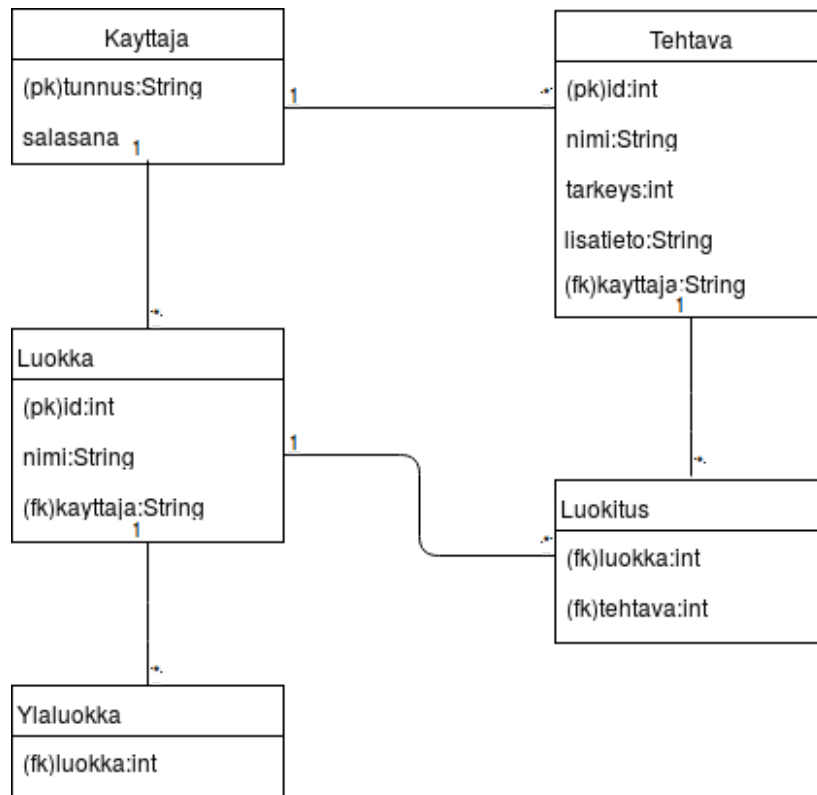 Kayttaja
(pk)tunnus:String
salasana
1
1
*
*
Tehtava
(pk)id:int
nimi:String
tarkeys:int
lisatieto:String
(fk)kayttaja:String
1
*
Luokka
(pk)id:int
nimi:String
(fk)kayttaja:String
1
1
*
*
Luokitus
(fk)luokka:int
(fk)tehtava:int
Ylaluokka
(fk)luokka:int